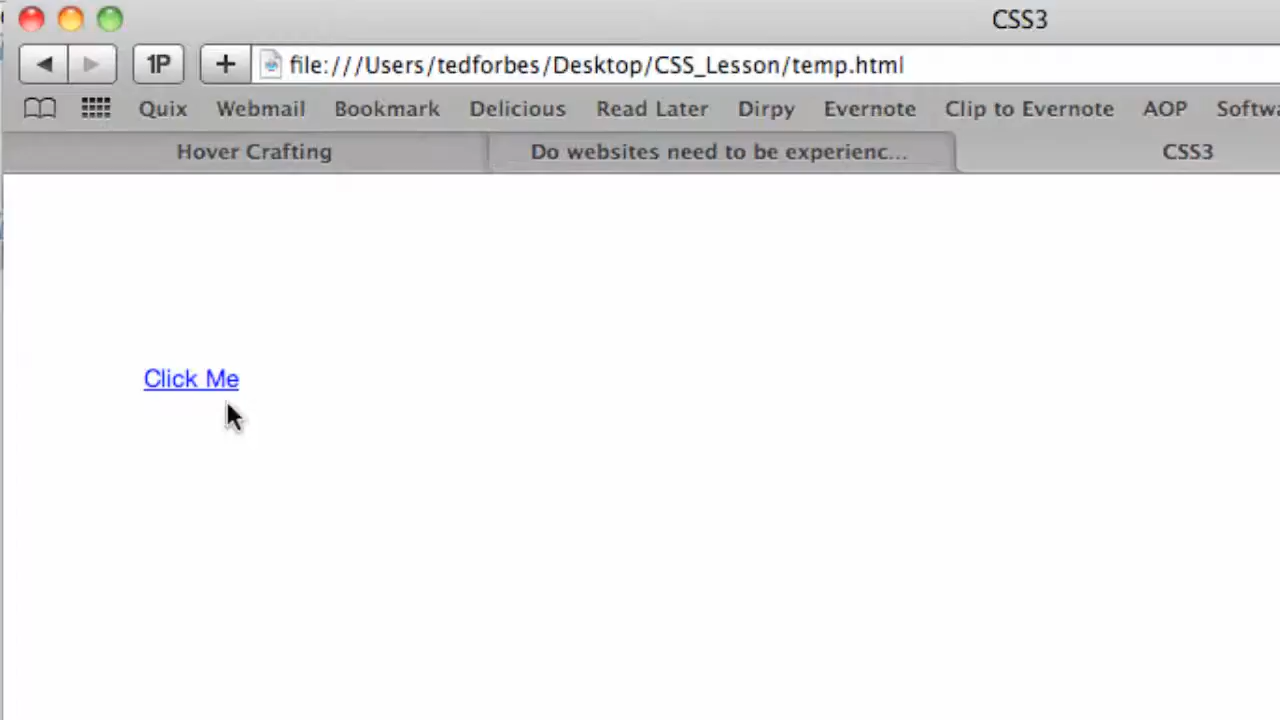 CSS3
1P + file:///Users/tedforbes/Desktop/CSS_Lesson/temp.html
Quix Webmail Bookmark Delicious Read Later Dirpy Evernote Clip to Evernote AOP Softwa
Hover Crafting Do websites need to be experienc... CSS3
Click Me